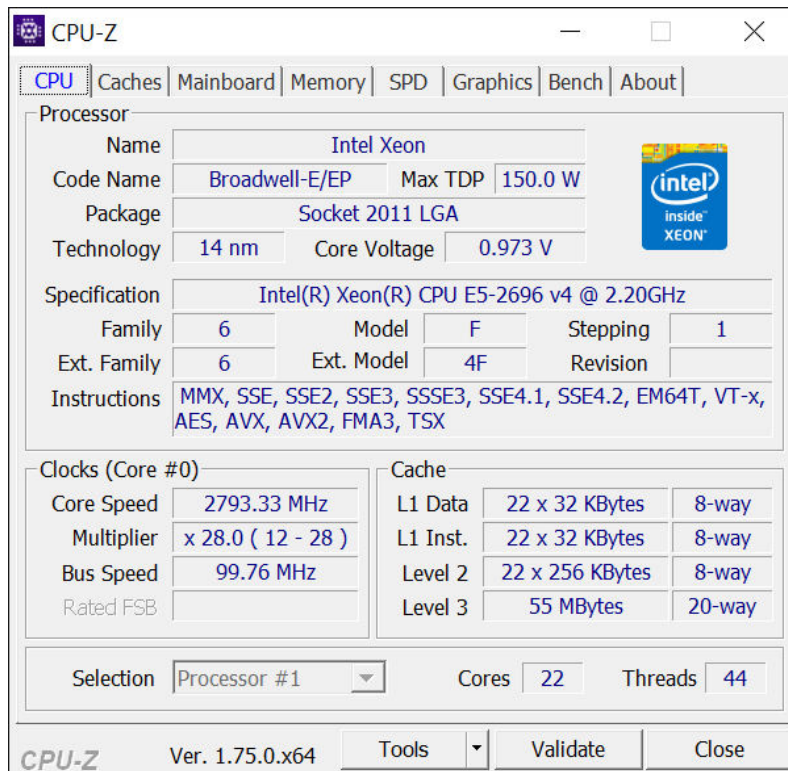 CPU-Z
CPU Caches Mainboard Memory SPD Graphics Bench About
Processor
Name Intel Xeon
Code Name Broadwell-E/EP Max TDP 150.0 W
Package Socket 2011 LGA
Technology 14 nm Core Voltage 0.973 V
intel
inside™
XEON®
Specification Intel(R) Xeon(R) CPU E5-2696 v4 @ 2.20GHz
Family 6 Model F Stepping 1
Ext. Family 6 Ext. Model 4F Revision
Instructions MMX, SSE, SSE2, SSE3, SSSE3, SSE4.1, SSE4.2, EM64T, VT-x,
AES, AVX, AVX2, FMA3, TSX
Clocks (Core #0)
Core Speed 2793.33 MHz
Multiplier x 28.0 ( 12 - 28 )
Bus Speed 99.76 MHz
Rated FSB
Cache
L1 Data 22 x 32 KBytes 8-way
L1 Inst. 22 x 32 KBytes 8-way
Level 2 22 x 256 KBytes 8-way
Level 3 55 MBytes 20-way
Selection Processor #1 Cores 22 Threads 44
CPU-Z Ver. 1.75.0.x64 Tools Validate Close